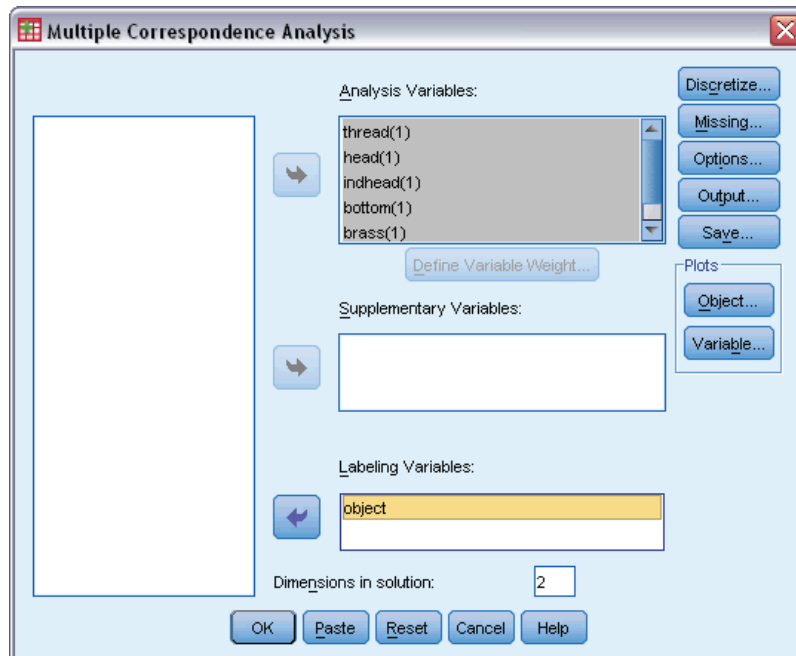 Multiple Correspondence Analysis
Analysis Variables:
thread(1)
head(1)
indhead(1)
bottom(1)
brass(1)
Define Variable Weight...
Supplementary Variables:
Labeling Variables:
object
Dimensions in solution:
2
Discretize...
Missing...
Options...
Output...
Save...
Plots
Object...
Variable...
OK
Paste
Reset
Cancel
Help